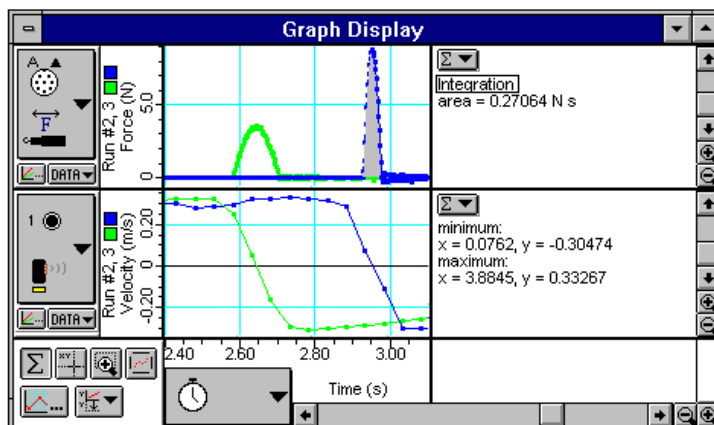 Graph Display
A
F
DATA
Run #2, 3
Force (N)
5.0
0
Σ
Integration
area = 0.27064 N s
1
DATA
Run #2, 3
Velocity (m/s)
0.20
0
-0.20
Σ
minimum:
x = 0.0762, y = -0.30474
maximum:
x = 3.8845, y = 0.33267
Σ
XY
2.40 2.60 2.80 3.00
Time (s)